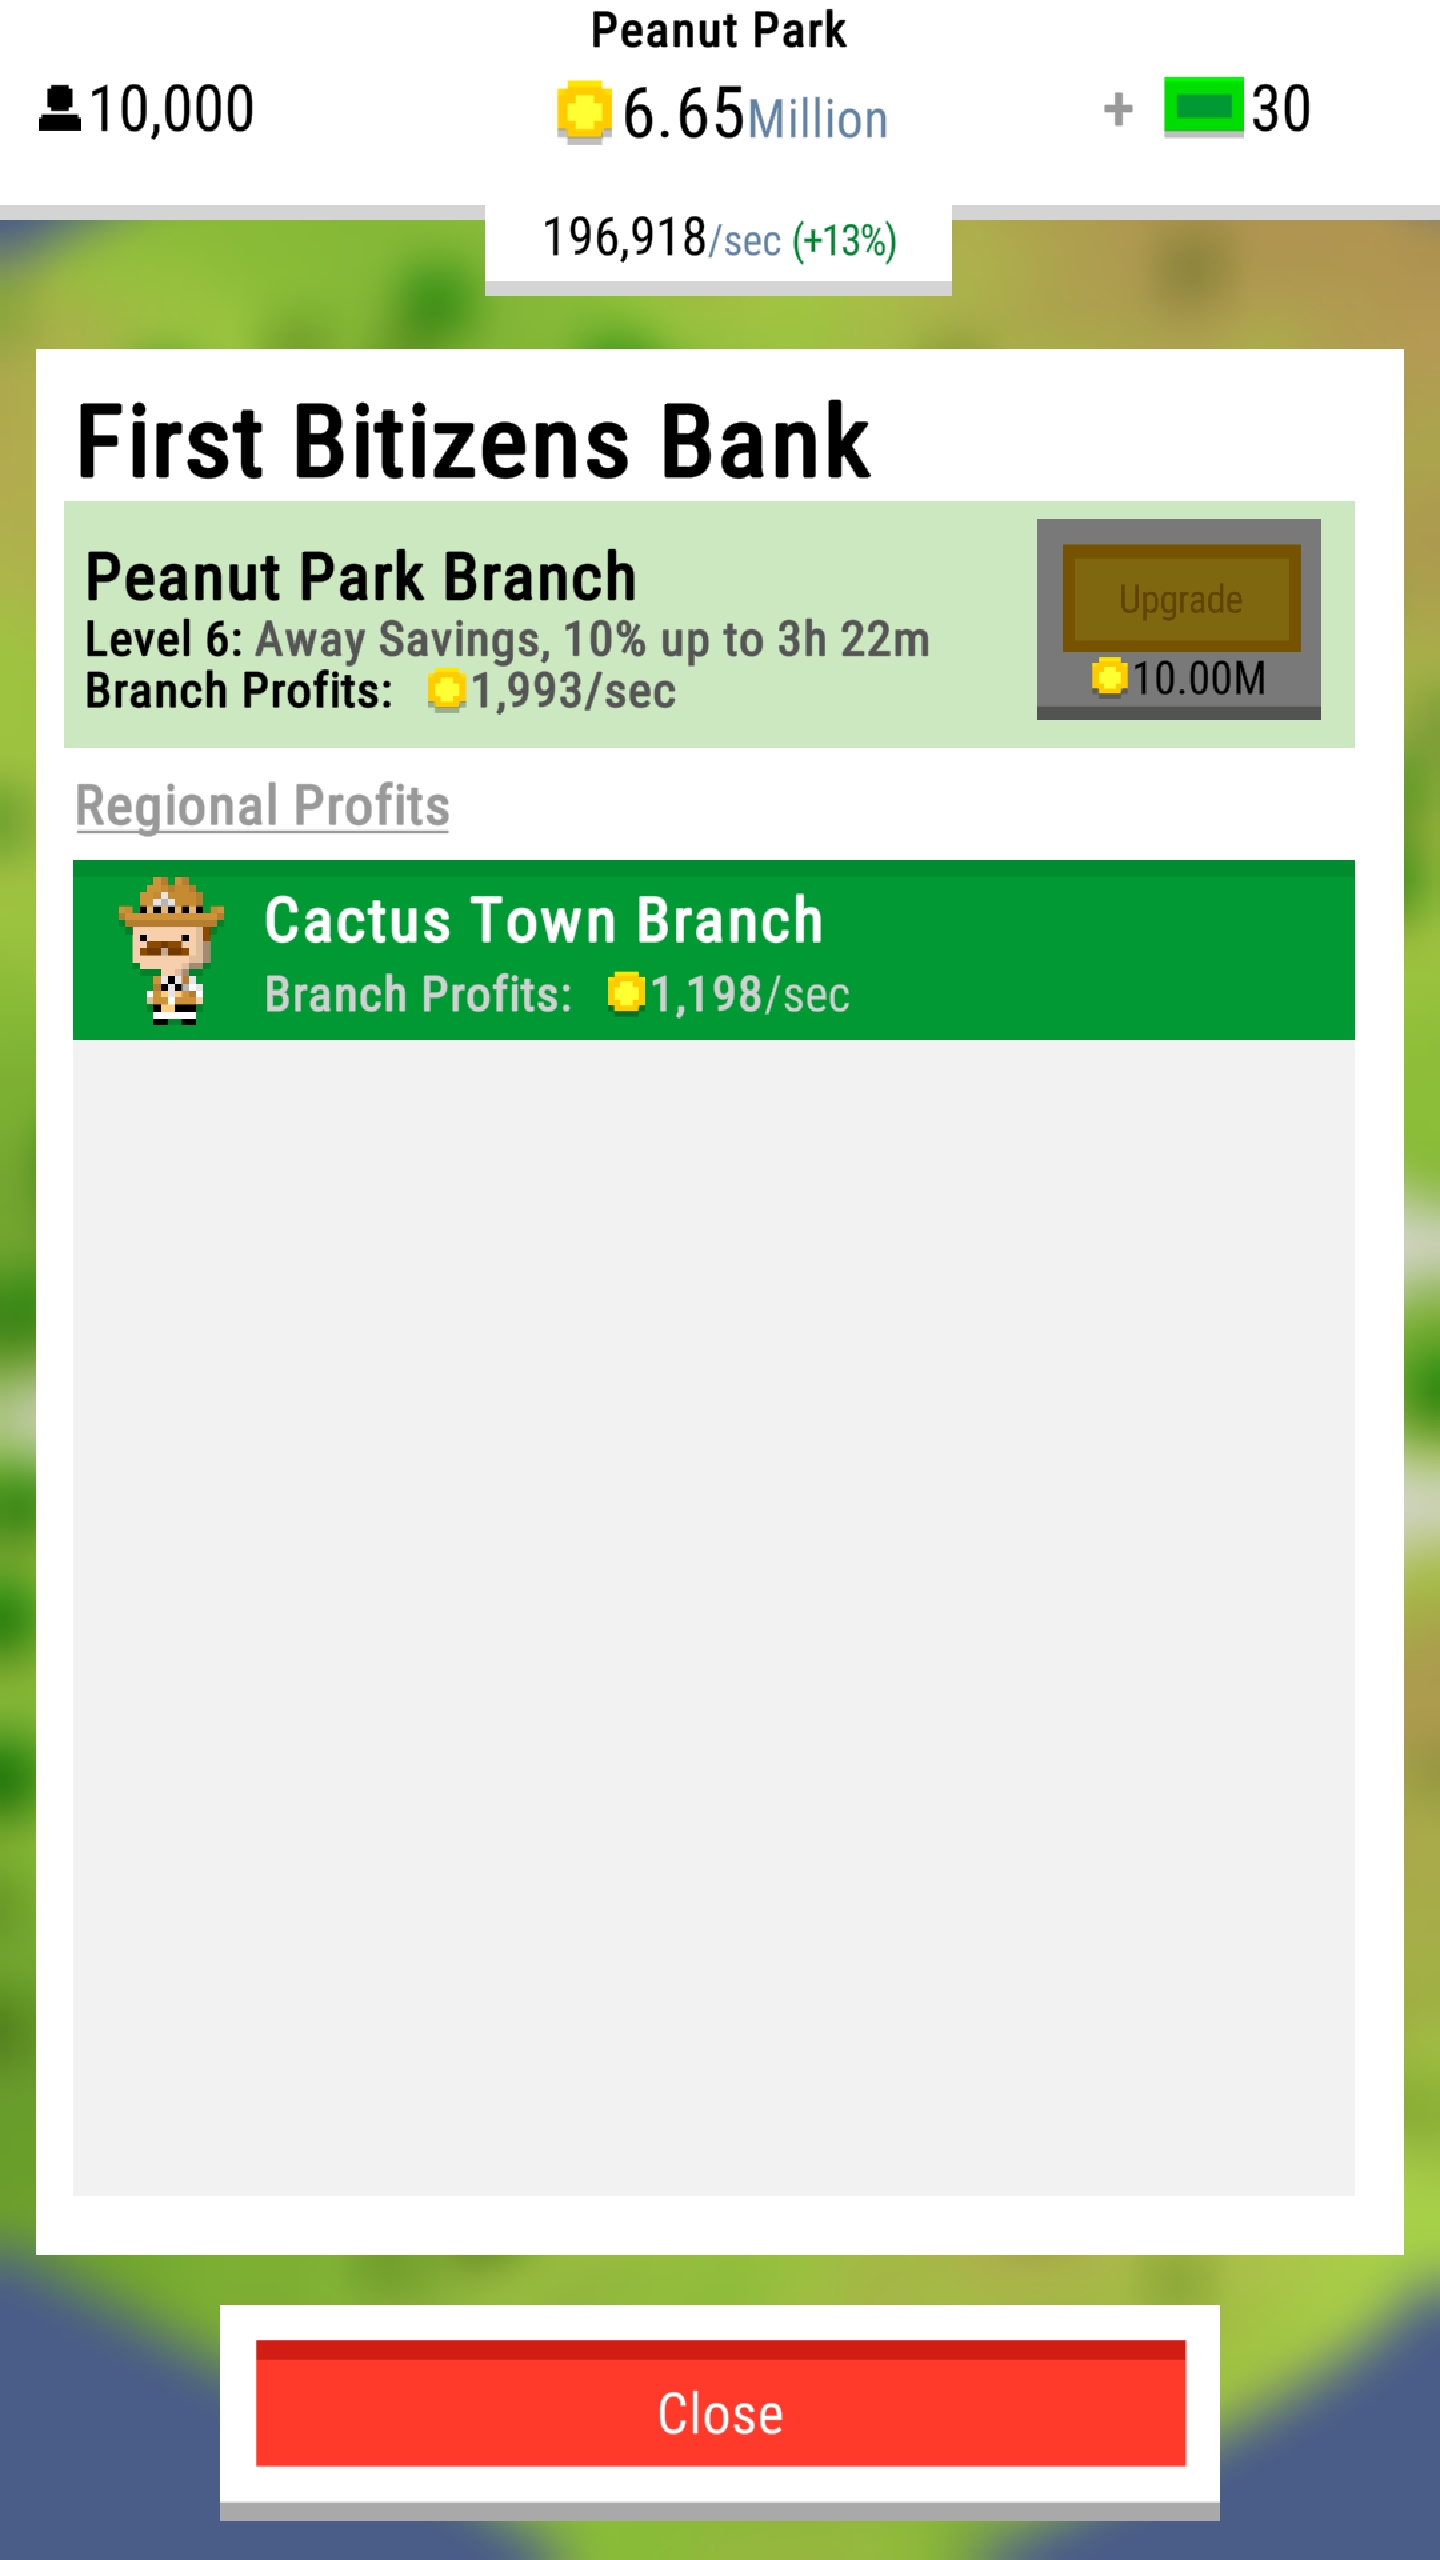 Peanut Park
10,000
6.65Million
+ 30
196,918/sec (+13%)
First Bitizens Bank
Peanut Park Branch
Level 6: Away Savings, 10% up to 3h 22m
Branch Profits: 1,993/sec
Upgrade
10.00M
Regional Profits
Cactus Town Branch
Branch Profits: 1,198/sec
Close